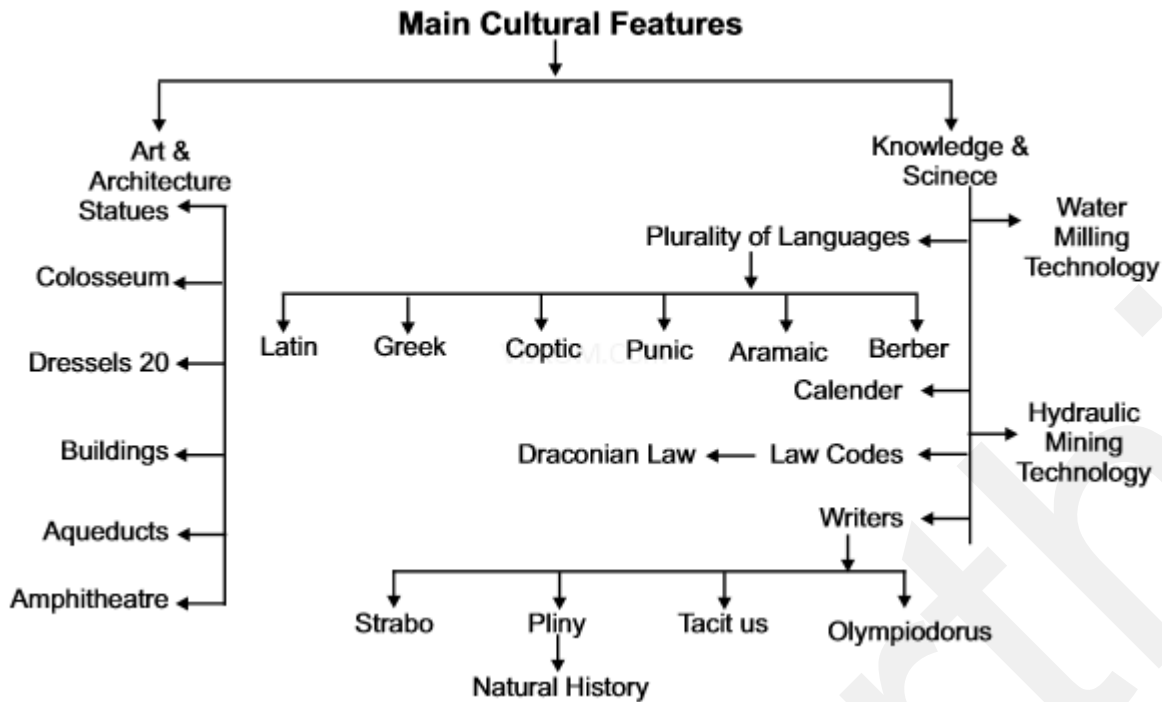 Main Cultural Features
Art &
Architecture
Statues
Colosseum
Dressels 20
Buildings
Aqueducts
Amphitheatre
Knowledge &
Scinece
Water
Milling
Technology
Plurality of Languages
Latin
Greek
Coptic
Punic
Aramaic
Berber
Calender
Hydraulic
Mining
Technology
Draconian Law
Law Codes
Writers
Strabo
Pliny
Tacit us
Olympiodorus
Natural History